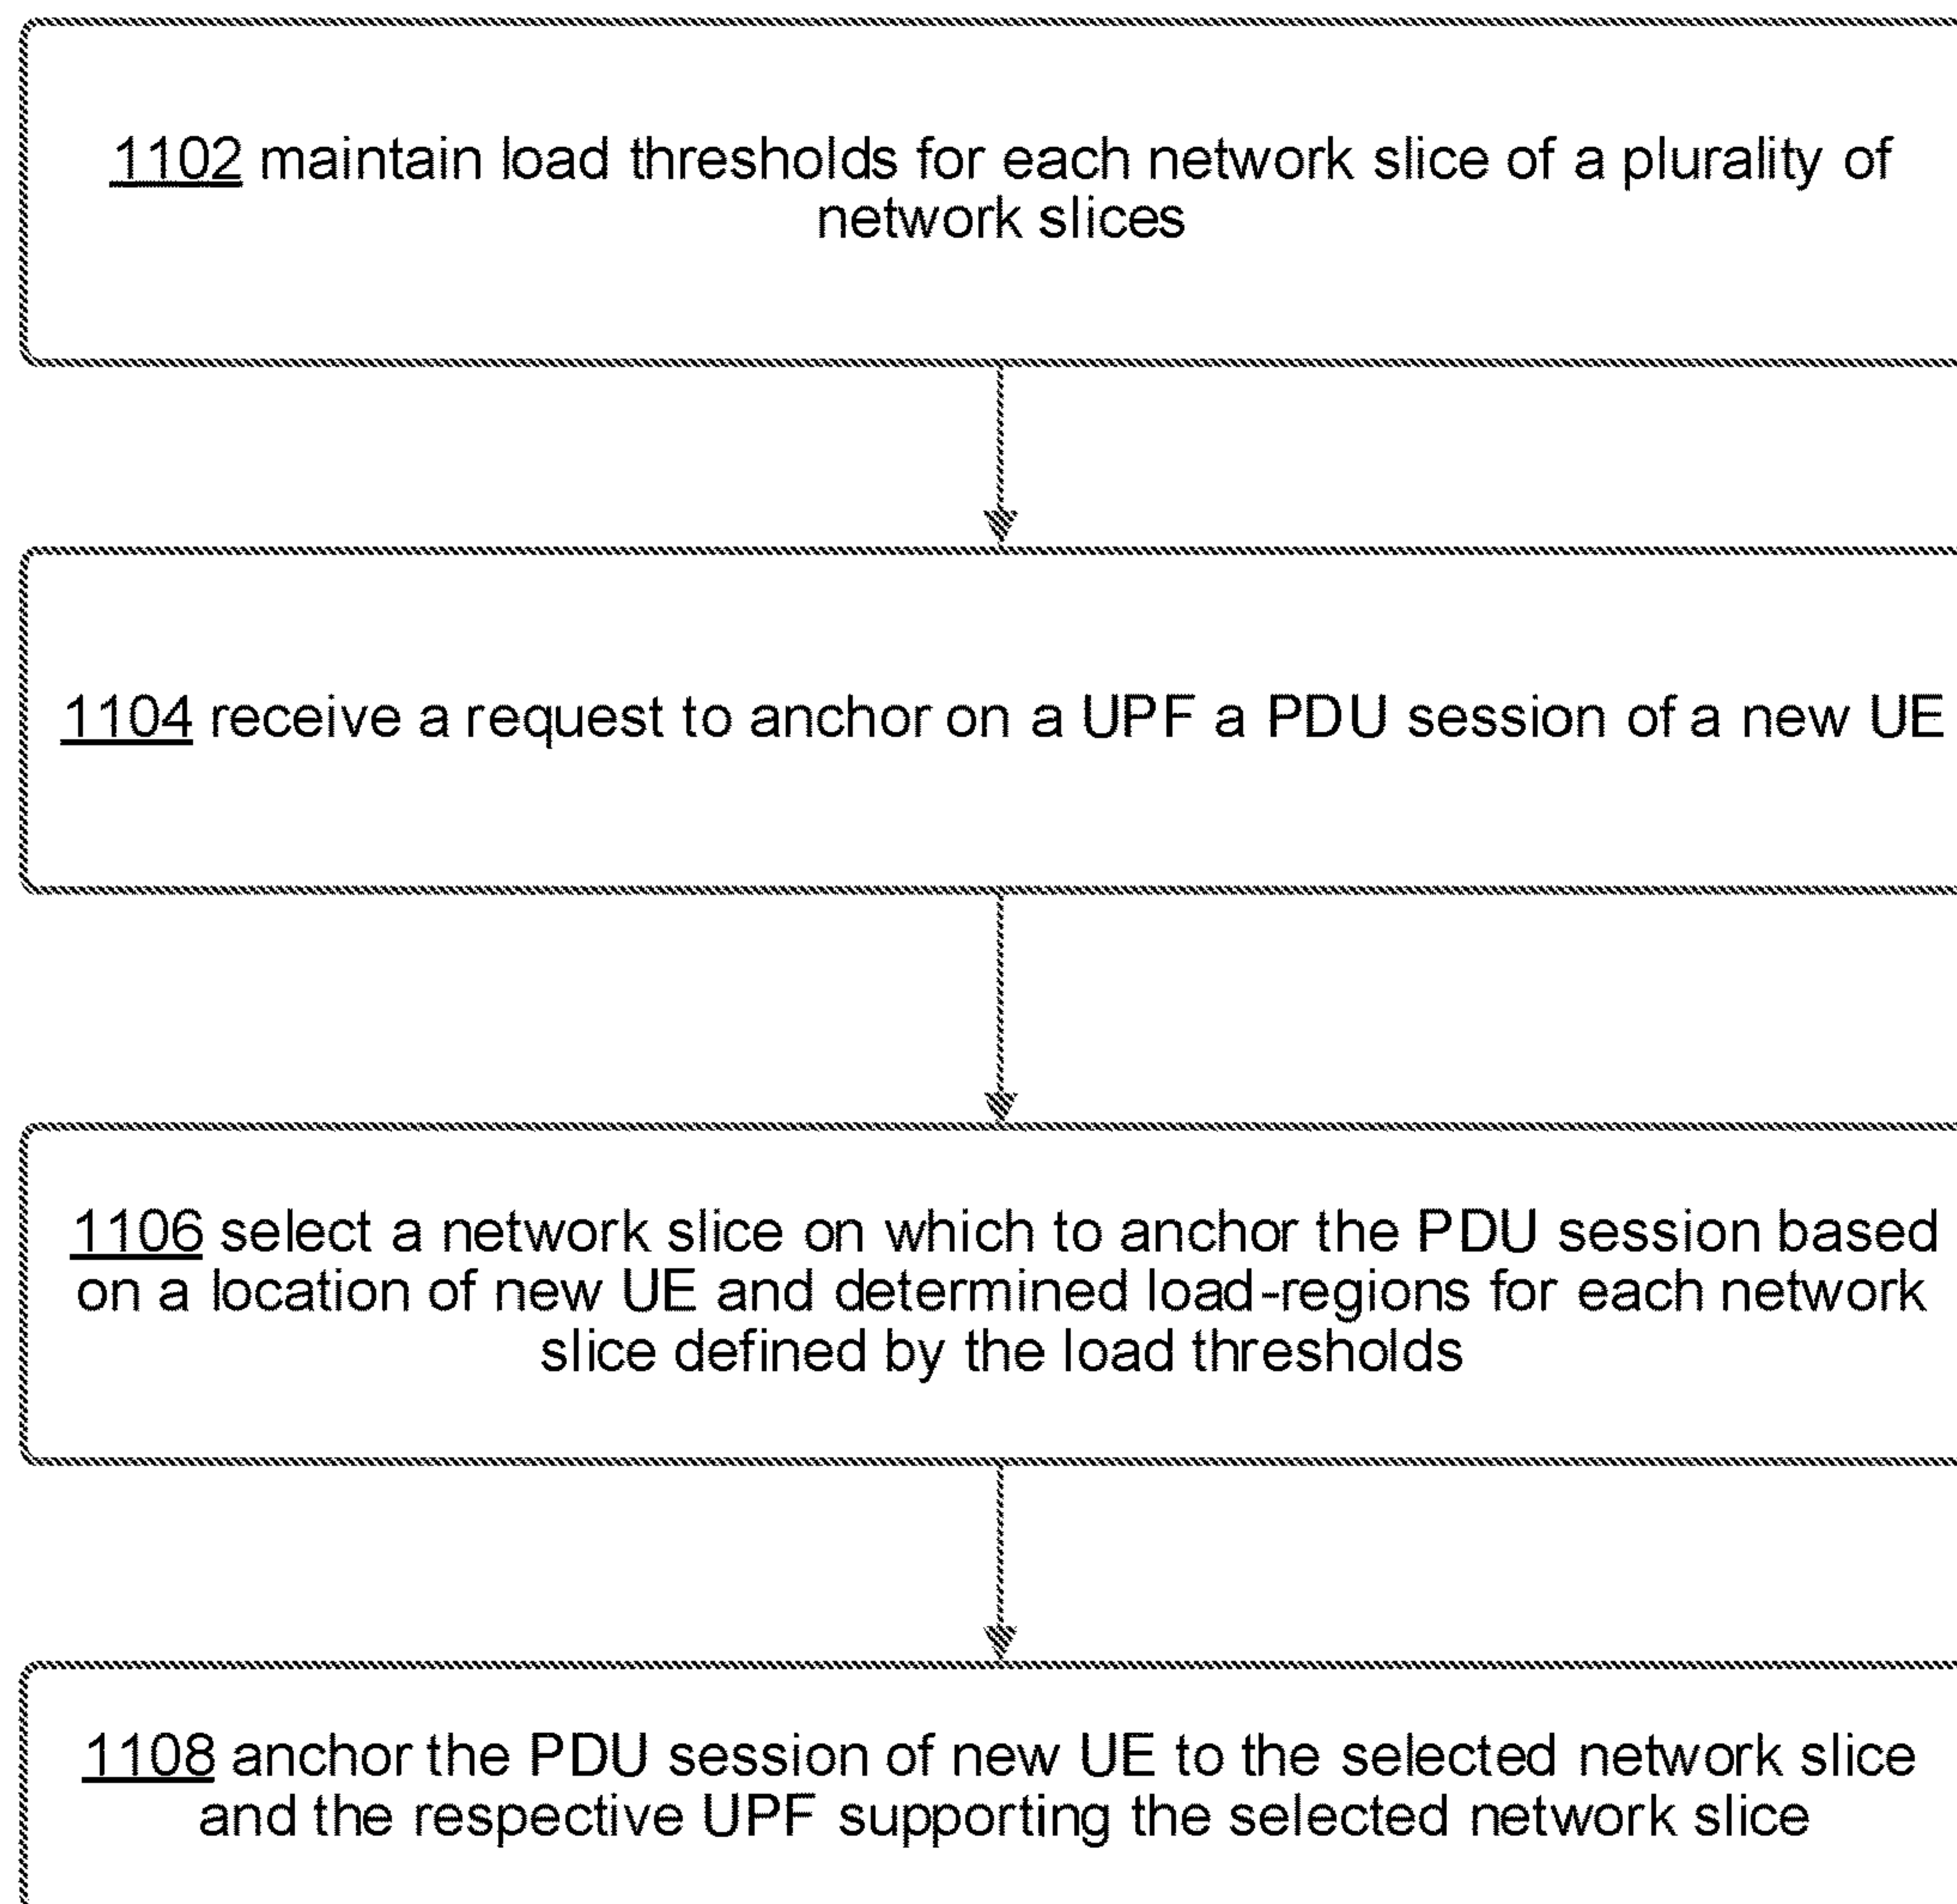 1102 maintain load thresholds for each network slice of a plurality of
network slices
1104 receive a request to anchor on a UPF a PDU session of a new UE
1106 select a network slice on which to anchor the PDU session based
on a location of new UE and determined load-regions for each network
slice defined by the load thresholds
1108 anchor the PDU session of new UE to the selected network slice
and the respective UPF supporting the selected network slice